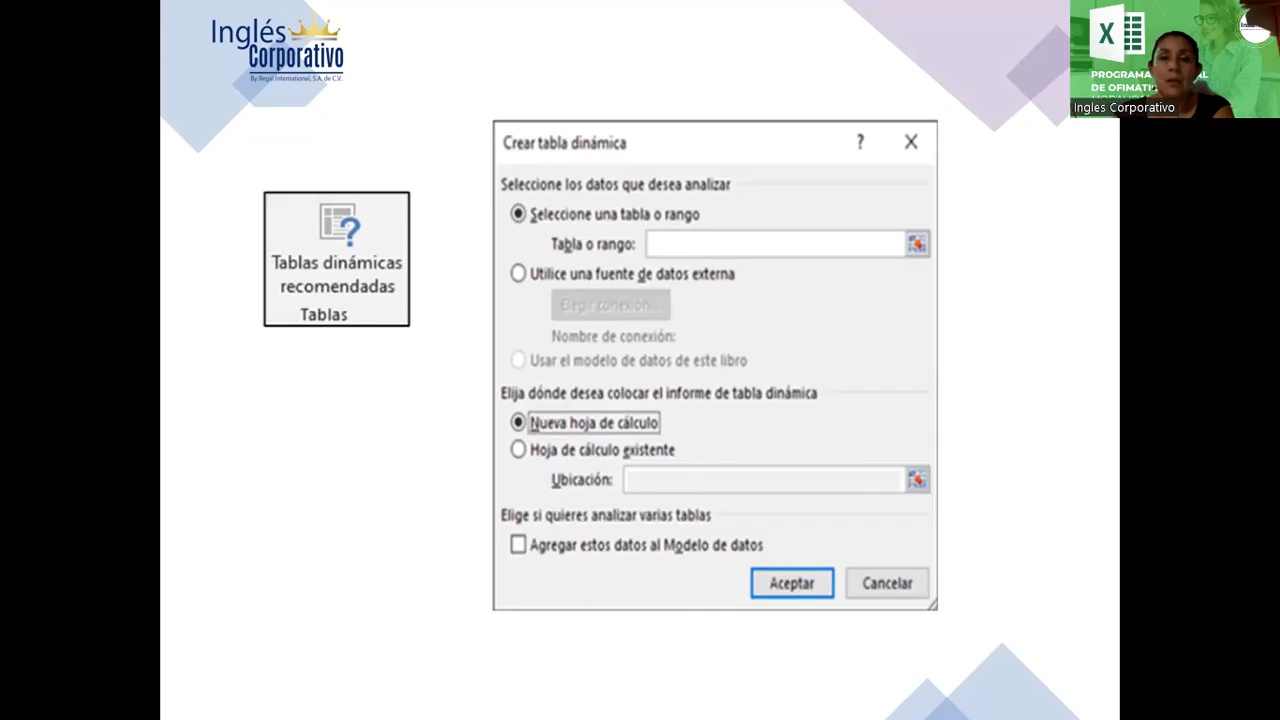 Inglés
Corporativo
By Regal International, S.A. de C.V.
X
PROGRAMA
DE OFIMATI
Ingles Corporativo
Tablas dinámicas
recomendadas
Tablas
Crear tabla dinámica
?
X
Seleccione los datos que desea analizar
Seleccione una tabla o rango
Tabla o rango:
Utilice una fuente de datos externa
Elegir conexión...
Nombre de conexión:
Usar el modelo de datos de este libro
Elija dónde desea colocar el informe de tabla dinámica
Nueva hoja de cálculo
Hoja de cálculo existente
Ubicación:
Elige si quieres analizar varias tablas
Agregar estos datos al Modelo de datos
Aceptar
Cancelar